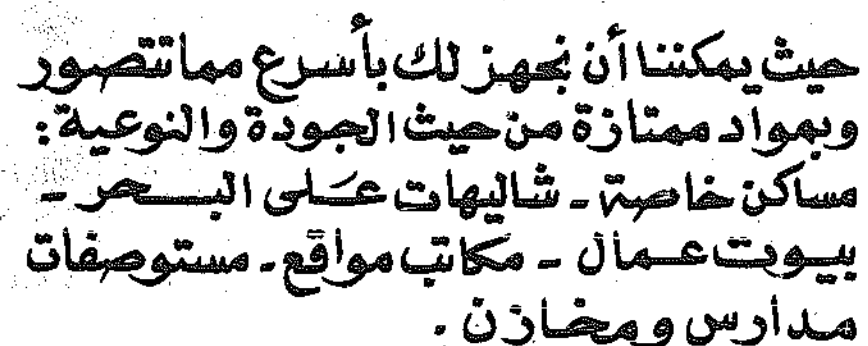 حيث يمكننا أن نجهز لك بأسرع مما تتصور
وبمواد ممتازة من حيث الجودة والنوعية:
مساكن خاصة - شاليهات على البحر -
بيوت عمال - مكاتب مواقع - مستوصفات
مدارس ومخازن .